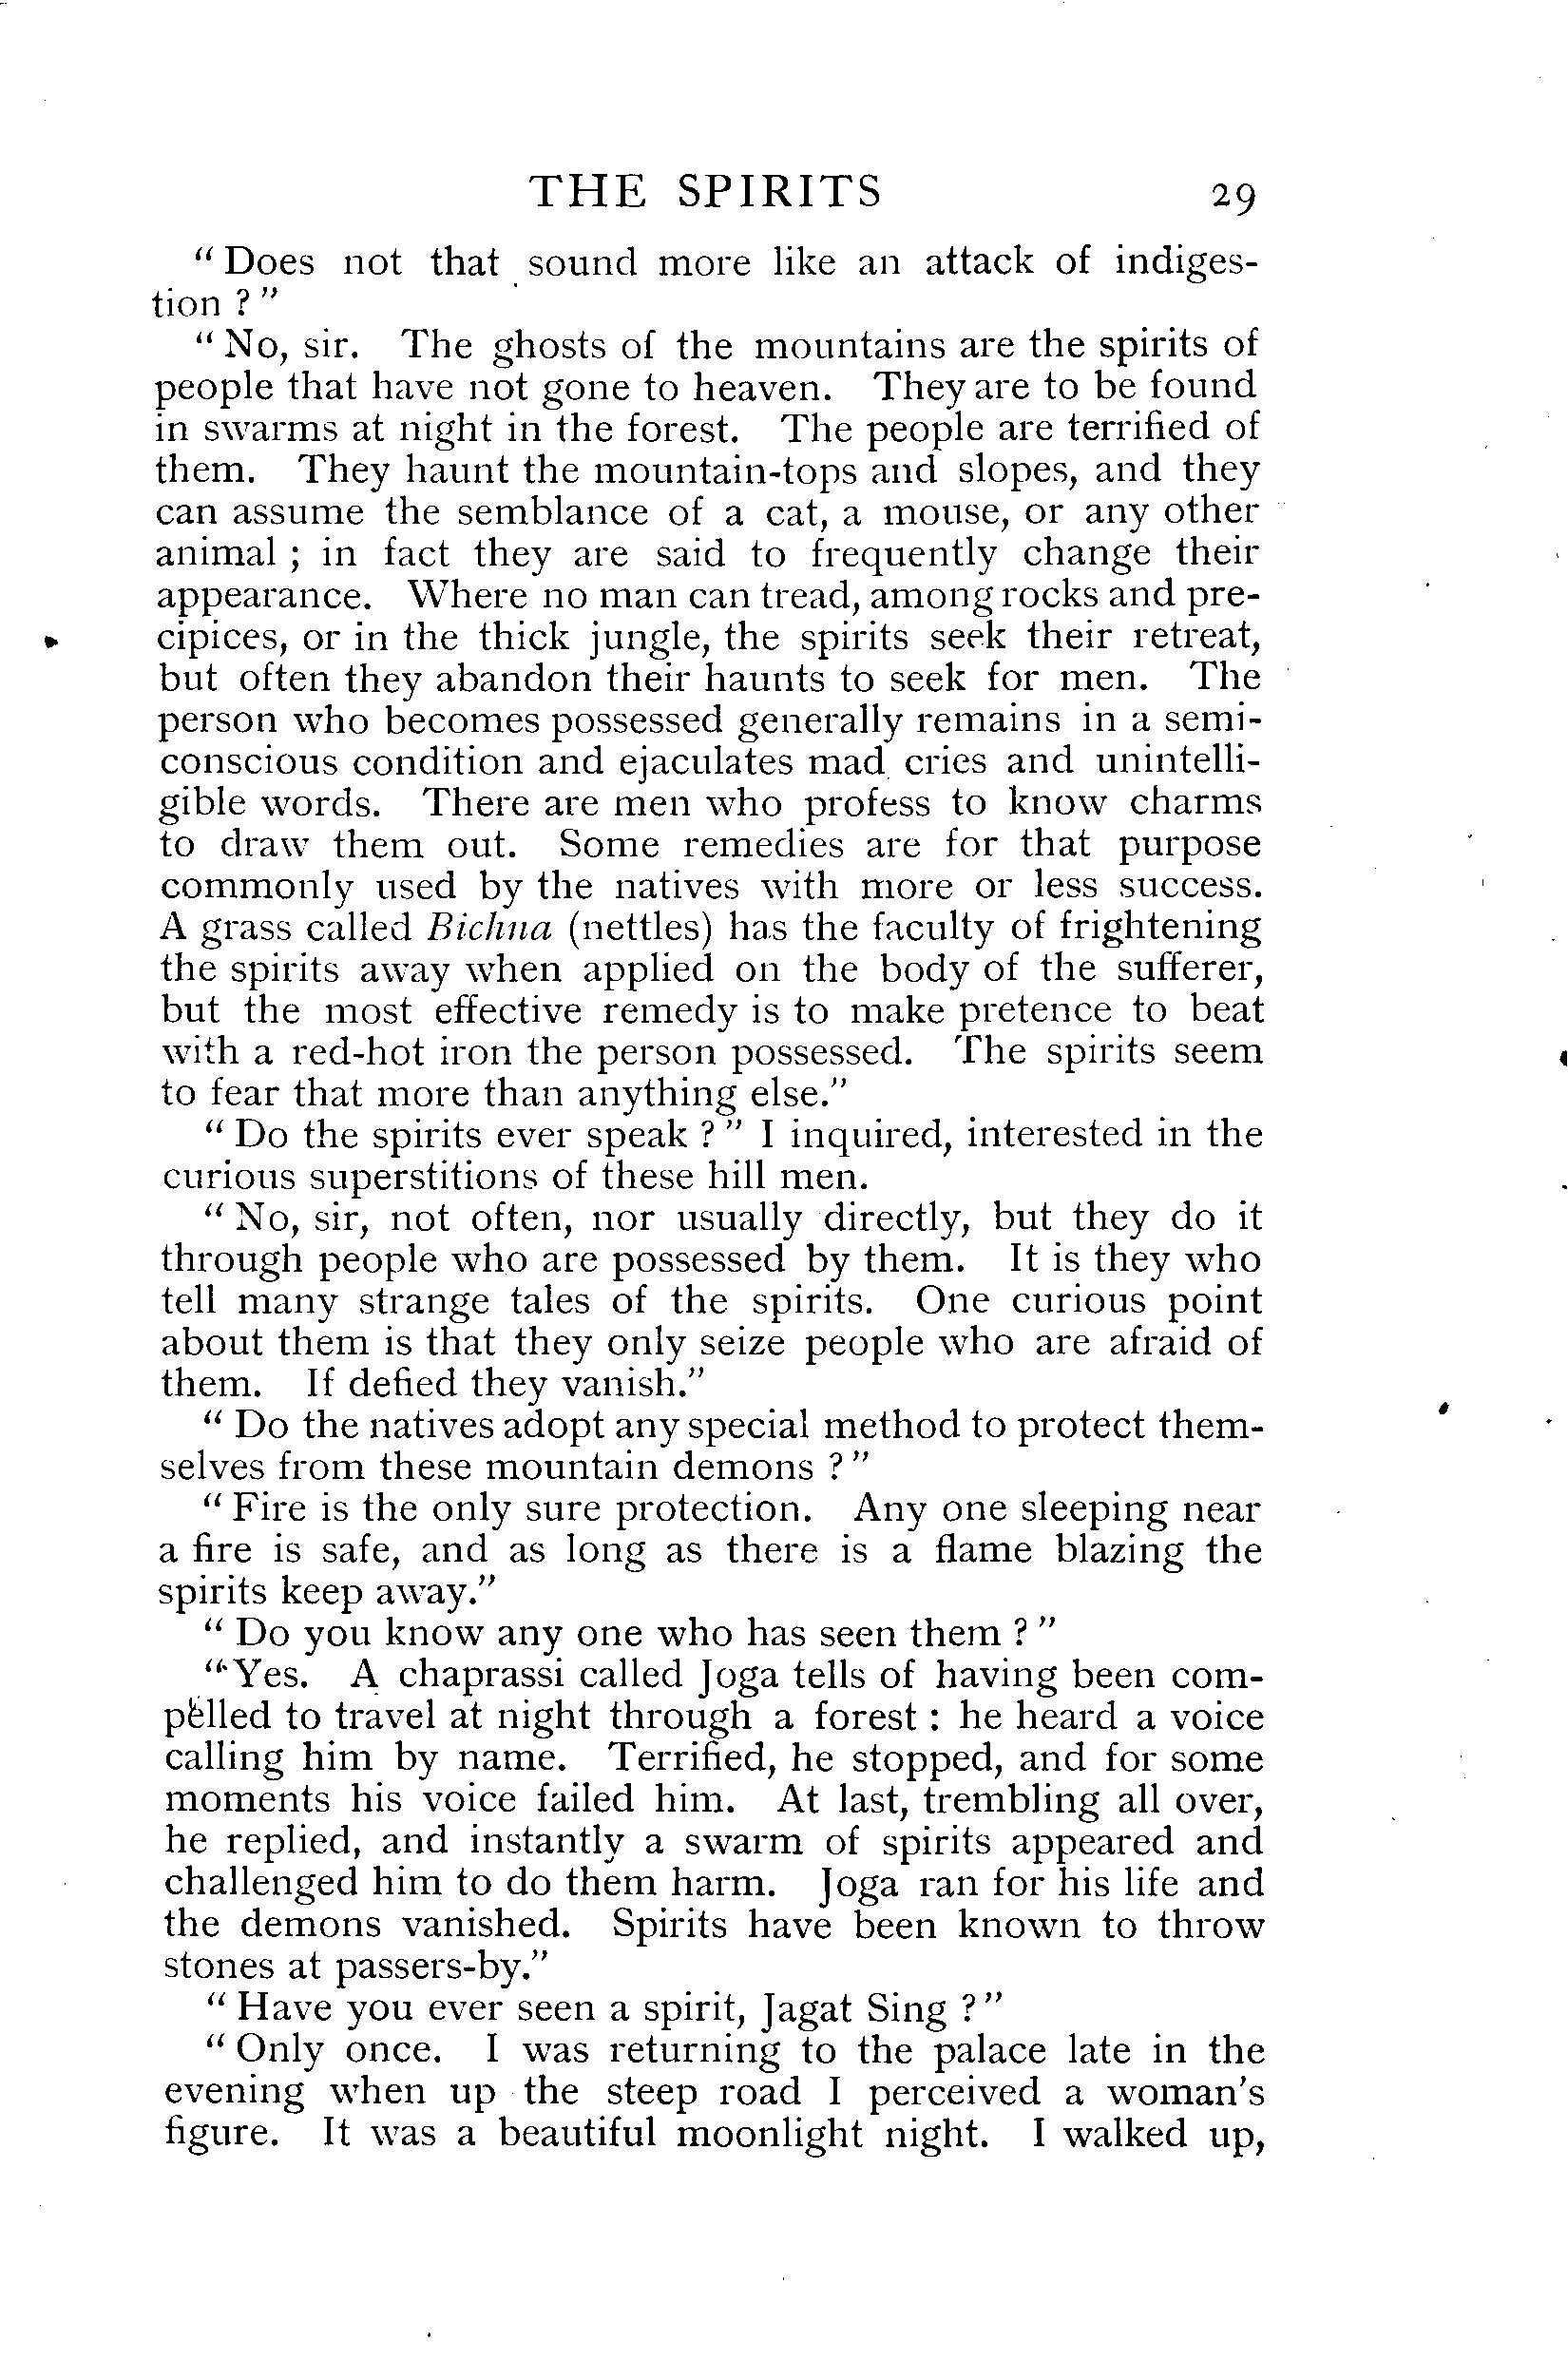 THE SPIRITS 29
" Does not that sound more like an attack of indiges-
tion ? "
" No, sir. The ghosts of the mountains are the spirits of
people that have not gone to heaven. They are to be found
in swarms at night in the forest. The people are terrified of
them. They haunt the mountain-tops and slopes, and they
can assume the semblance of a cat, a mouse, or any other
animal ; in fact they are said to frequently change their
appearance. Where no man can tread, among rocks and pre-
cipices, or in the thick jungle, the spirits seek their retreat,
but often they abandon their haunts to seek for men. The
person who becomes possessed generally remains in a semi-
conscious condition and ejaculates mad cries and unintelli-
gible words. There are men who profess to know charms
to draw them out. Some remedies are for that purpose
commonly used by the natives with more or less success.
A grass called Bichna (nettles) has the faculty of frightening
the spirits away when applied on the body of the sufferer,
but the most effective remedy is to make pretence to beat
with a red-hot iron the person possessed. The spirits seem
to fear that more than anything else."
" Do the spirits ever speak ? " I inquired, interested in the
curious superstitions of these hill men.
" No, sir, not often, nor usually directly, but they do it
through people who are possessed by them. It is they who
tell many strange tales of the spirits. One curious point
about them is that they only seize people who are afraid of
them. If defied they vanish."
" Do the natives adopt any special method to protect them-
selves from these mountain demons ? "
" Fire is the only sure protection. Any one sleeping near
a fire is safe, and as long as there is a flame blazing the
spirits keep away."
" Do you know any one who has seen them ? "
" Yes. A chaprassi called Joga tells of having been com-
pelled to travel at night through a forest : he heard a voice
calling him by name. Terrified, he stopped, and for some
moments his voice failed him. At last, trembling all over,
he replied, and instantly a swarm of spirits appeared and
challenged him to do them harm. Joga ran for his life and
the demons vanished. Spirits have been known to throw
stones at passers-by."
" Have you ever seen a spirit, Jagat Sing ? "
" Only once. I was returning to the palace late in the
evening when up the steep road I perceived a woman's
figure. It was a beautiful moonlight night. I walked up,